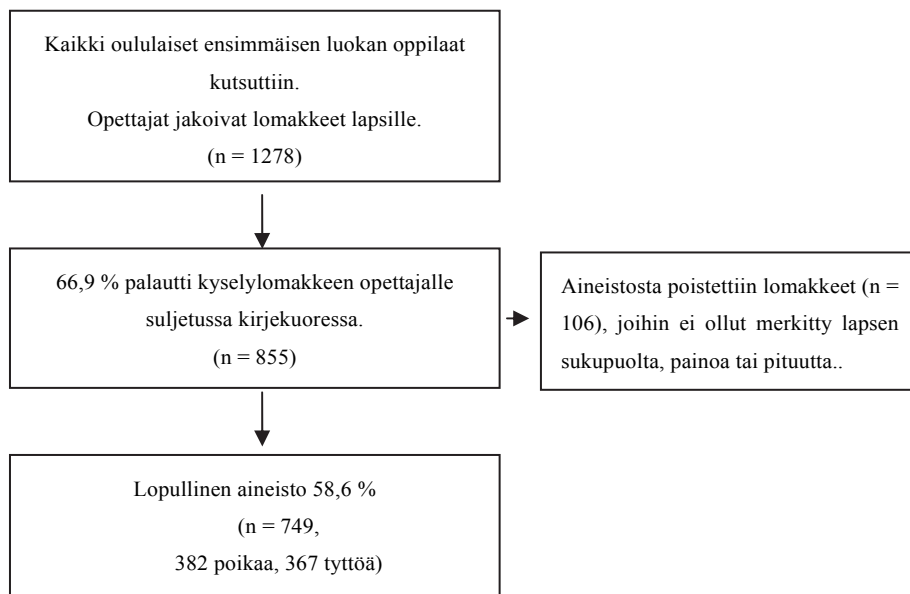 Kaikki oululaiset ensimmäisen luokan oppilaat
kutsuttiin.
Opettajat jakoivat lomakkeet lapsille.
(n = 1278)
66,9 % palautti kyselylomakkeen opettajalle
suljetussa kirjekuoressa.
(n = 855)
Aineistosta poistettiin lomakkeet (n =
106), joihin ei ollut merkitty lapsen
sukupuolta, painoa tai pituutta..
Lopullinen aineisto 58,6 %
(n = 749,
382 poikaa, 367 tyttöä)